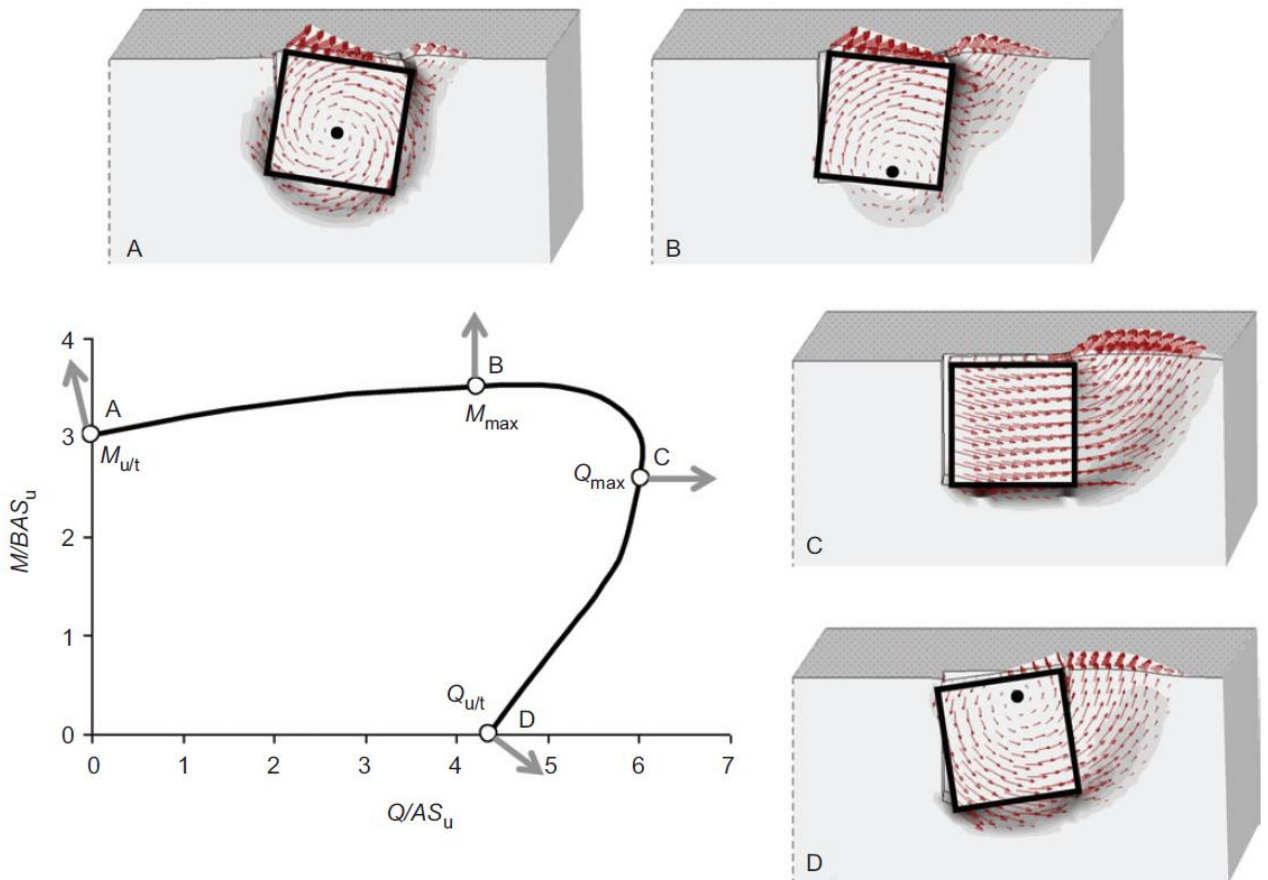 A
B
4
A
B
M_max
3
M_u/t
C
Q_max
M/BAS_u
2
C
1
Q_u/t
D
0
0 1 2 3 4 5 6 7
Q/AS_u
D